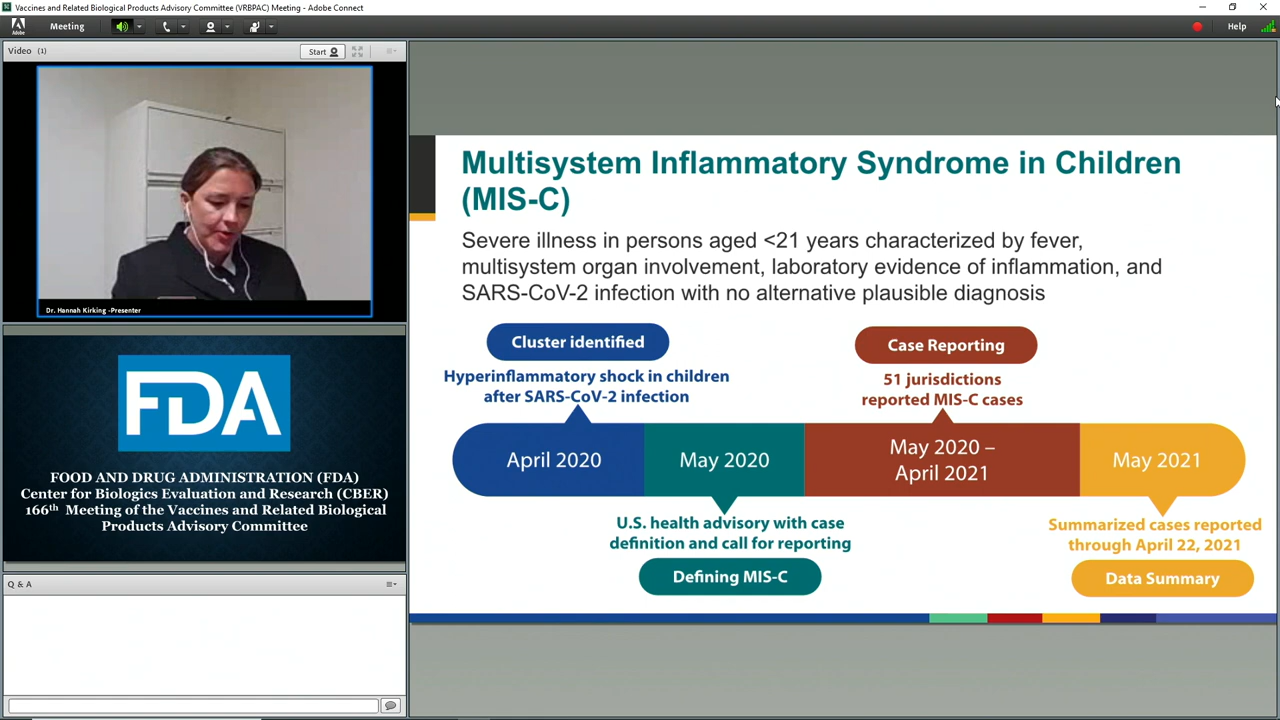 Vaccines and Related Biological Products Advisory Committee (VRBPAC) Meeting - Adobe Connect
Adobe
Meeting
Help
Video (1)
Start
Dr. Hannah Kirking -Presenter
FDA
FOOD AND DRUG ADMINISTRATION (FDA)
Center for Biologics Evaluation and Research (CBER)
166th Meeting of the Vaccines and Related Biological
Products Advisory Committee
Q & A
Multisystem Inflammatory Syndrome in Children
(MIS-C)
Severe illness in persons aged <21 years characterized by fever,
multisystem organ involvement, laboratory evidence of inflammation, and
SARS-CoV-2 infection with no alternative plausible diagnosis
Cluster identified
Hyperinflammatory shock in children
after SARS-CoV-2 infection
April 2020
May 2020
U.S. health advisory with case
definition and call for reporting
Defining MIS-C
Case Reporting
51 jurisdictions
reported MIS-C cases
May 2020 –
April 2021
May 2021
Summarized cases reported
through April 22, 2021
Data Summary